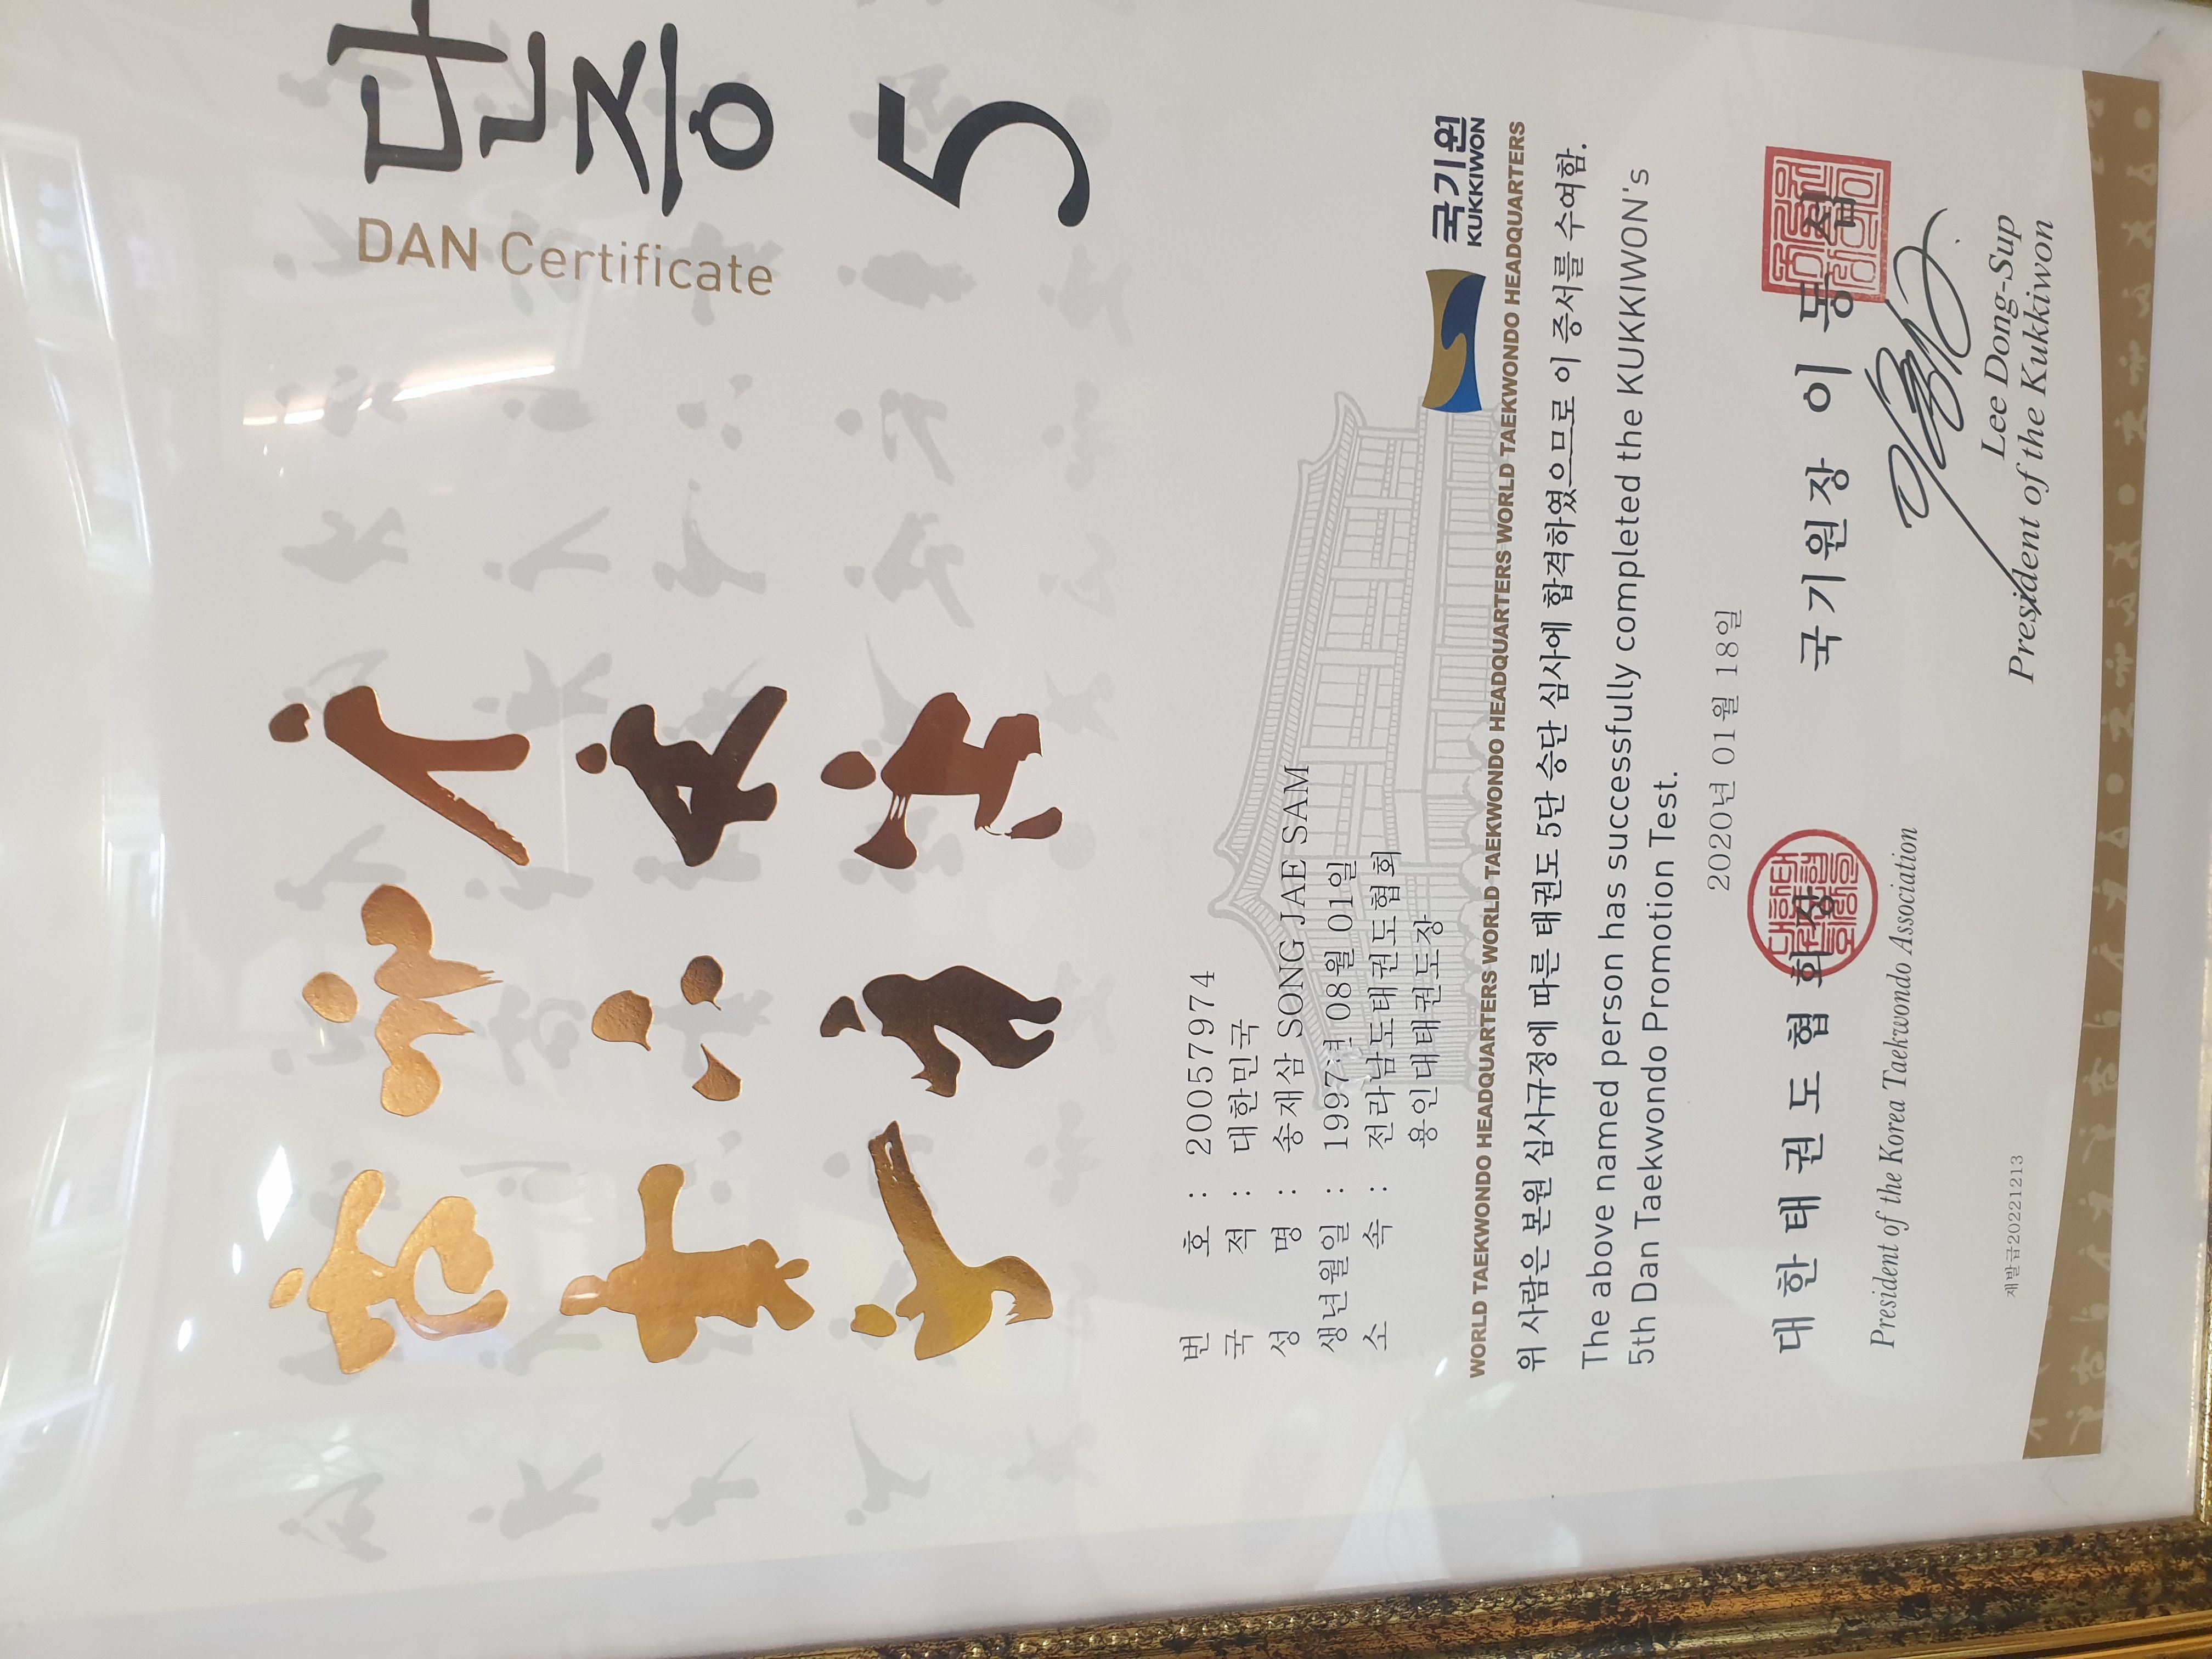 단증
DAN Certificate
5
번 호 : 20057974
국 적 : 대한민국
성 명 : 송재삼 SONG JAE SAM
생년월일 : 1997년 08월 01일
소 속 : 전라남도태권도협회
용인대태권도장
국기원
KUKKIWON
WORLD TAEKWONDO HEADQUARTERS WORLD TAEKWONDO HEADQUARTERS WORLD TAEKWONDO HEADQUARTERS WORLD TAEKWONDO HEADQUARTERS WORLD TAEKWONDO HEADQUARTERS
위 사람은 본원 심사규정에 따른 태권도 5단 승단 심사에 합격하였으므로 이 증서를 수여함.
The above named person has successfully completed the KUKKIWON's
5th Dan Taekwondo Promotion Test.
2020년 01월 18일
대한태권도협회장
President of the Korea Taekwondo Association
국기원장 이동섭
Lee Dong-Sup
President of the Kukkiwon
재발급20221213